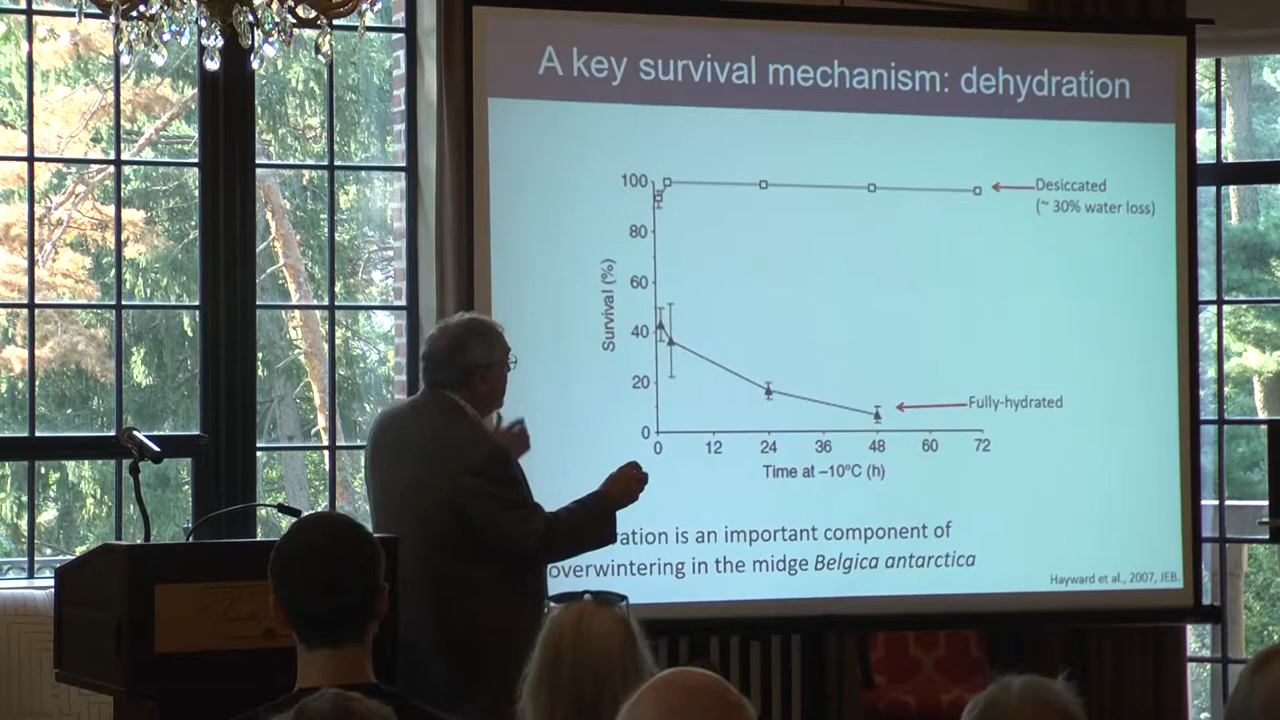 A key survival mechanism: dehydration
100
80
60
40
20
0
Survival (%)
0 12 24 36 48 60 72
Time at –10ºC (h)
Desiccated
(~ 30% water loss)
Fully-hydrated
ration is an important component of
overwintering in the midge Belgica antarctica
Hayward et al., 2007, JEB.